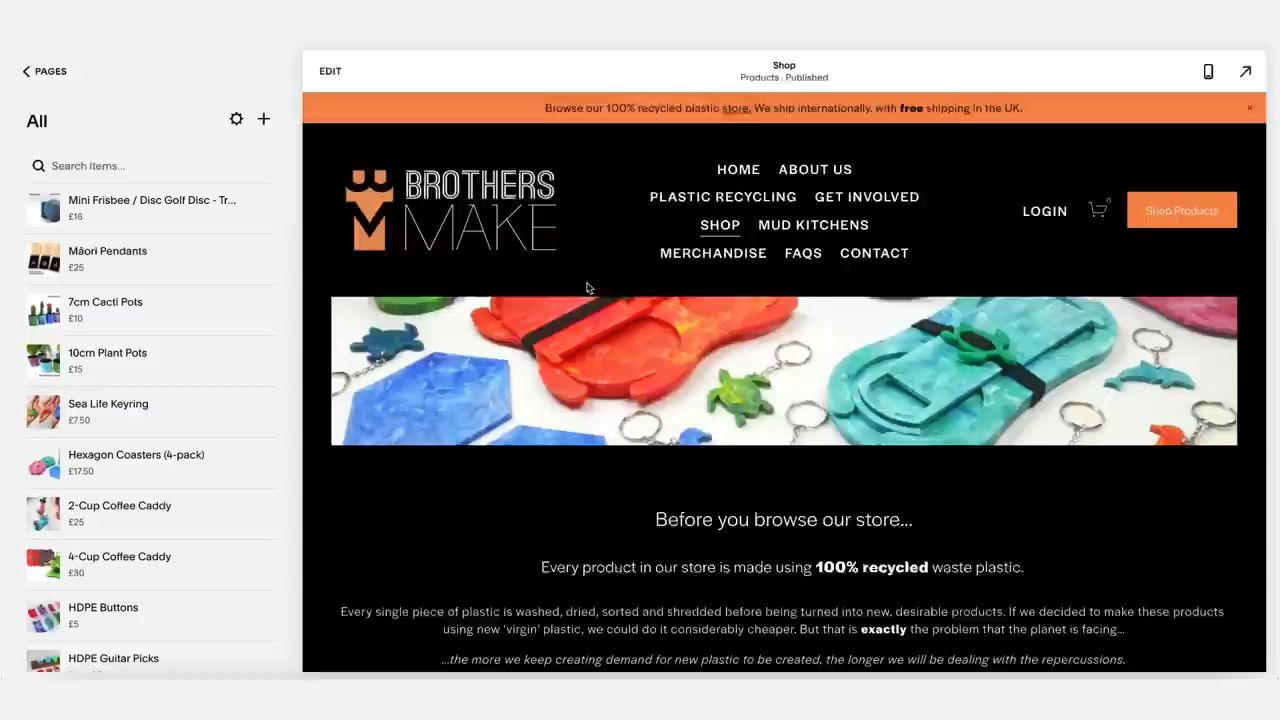 PAGES
All
Search items...
Mini Frisbee / Disc Golf Disc - Tr...
£16
Māori Pendants
£25
7cm Cacti Pots
£10
10cm Plant Pots
£15
Sea Life Keyring
£7.50
Hexagon Coasters (4-pack)
£17.50
2-Cup Coffee Caddy
£25
4-Cup Coffee Caddy
£30
HDPE Buttons
£5
HDPE Guitar Picks
EDIT
Shop
Products · Published
Browse our 100% recycled plastic store. We ship internationally, with free shipping in the UK.
BROTHERS
MAKE
HOME ABOUT US
PLASTIC RECYCLING GET INVOLVED
SHOP MUD KITCHENS
MERCHANDISE FAQS CONTACT
LOGIN
0
Shop Products
Before you browse our store...
Every product in our store is made using 100% recycled waste plastic.
Every single piece of plastic is washed, dried, sorted and shredded before being turned into new, desirable products. If we decided to make these products
using new 'virgin' plastic, we could do it considerably cheaper. But that is exactly the problem that the planet is facing...
...the more we keep creating demand for new plastic to be created, the longer we will be dealing with the repercussions.